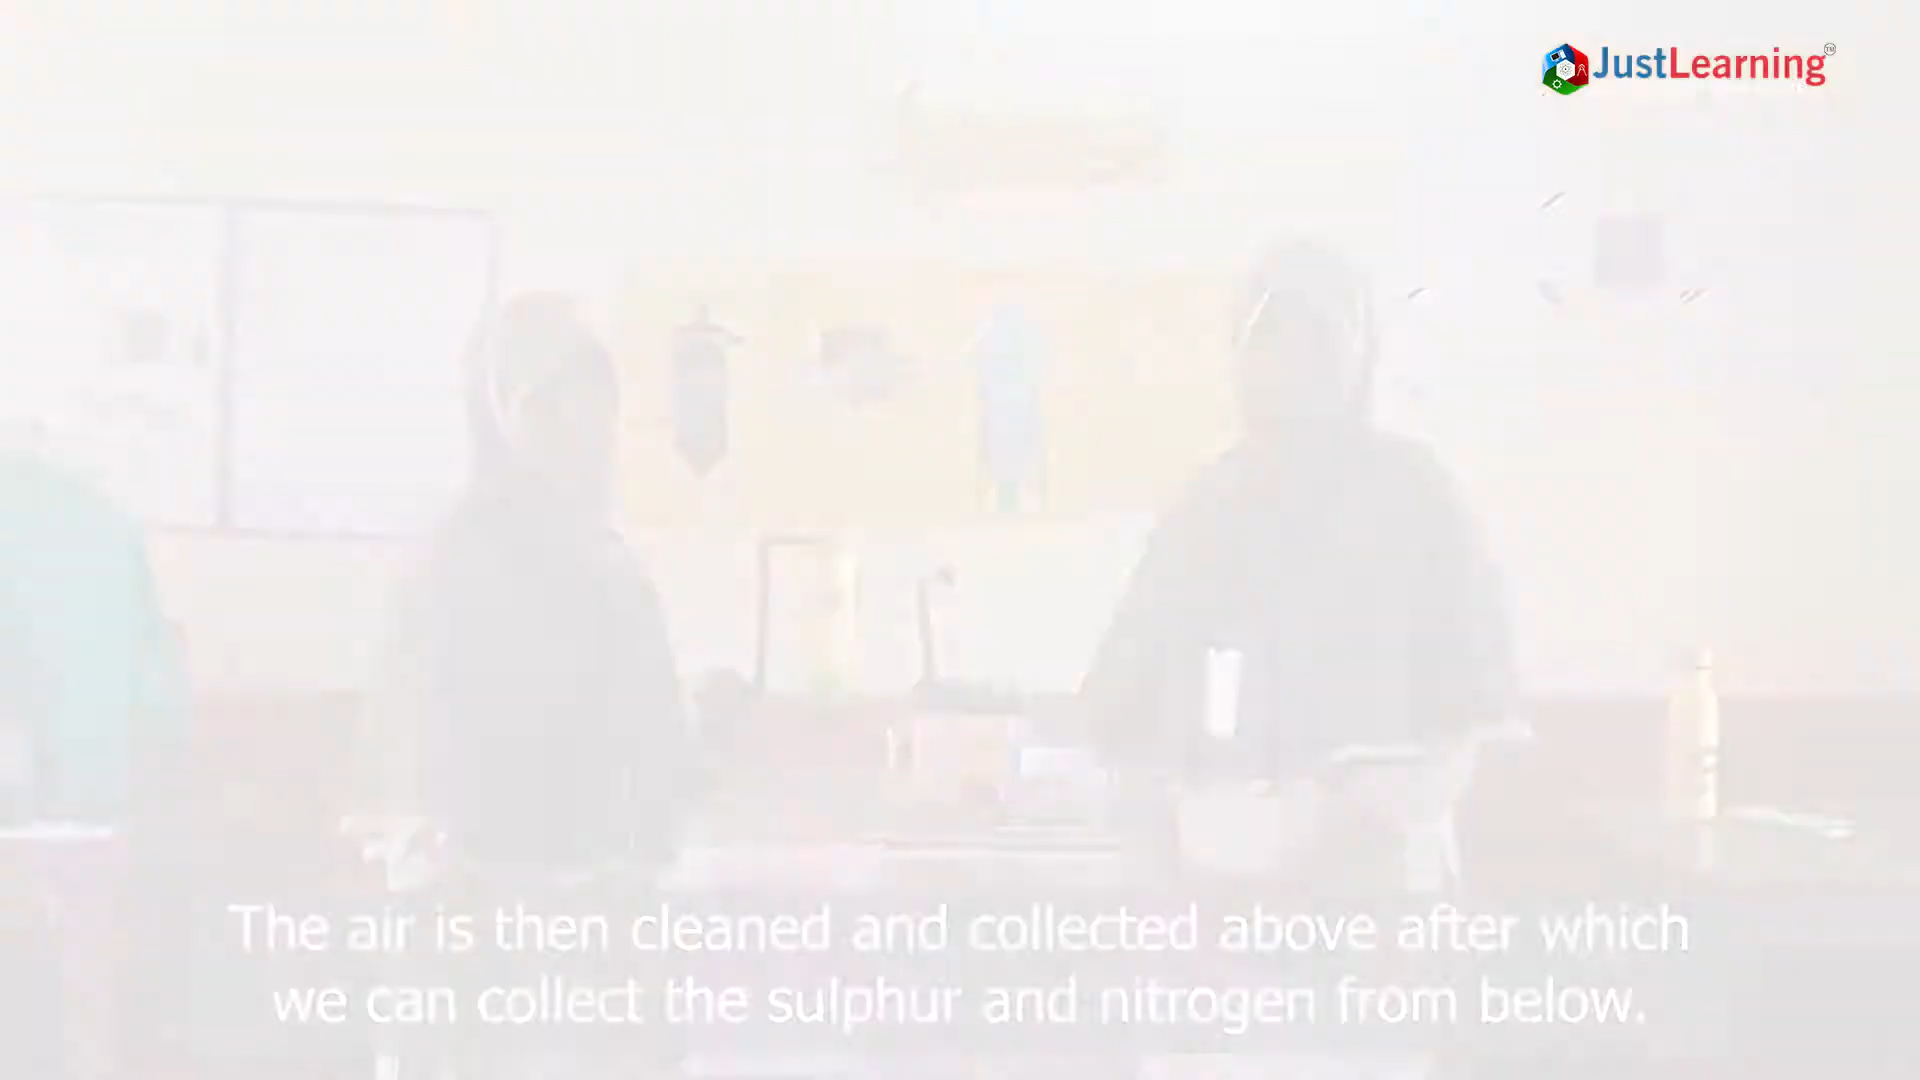 JustLearning™
The air is then cleaned and collected above after which
we can collect the sulphur and nitrogen from below.